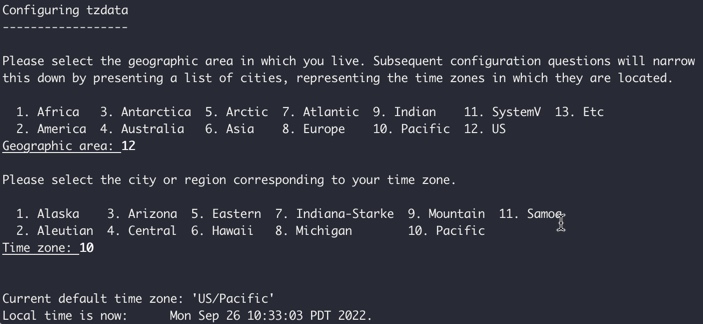 Configuring tzdata
------------------
Please select the geographic area in which you live. Subsequent configuration questions will narrow
this down by presenting a list of cities, representing the time zones in which they are located.
1. Africa 3. Antarctica 5. Arctic 7. Atlantic 9. Indian 11. SystemV 13. Etc
2. America 4. Australia 6. Asia 8. Europe 10. Pacific 12. US
Geographic area: 12
Please select the city or region corresponding to your time zone.
1. Alaska 3. Arizona 5. Eastern 7. Indiana-Starke 9. Mountain 11. Samoa
2. Aleutian 4. Central 6. Hawaii 8. Michigan 10. Pacific
Time zone: 10
Current default time zone: 'US/Pacific'
Local time is now: Mon Sep 26 10:33:03 PDT 2022.